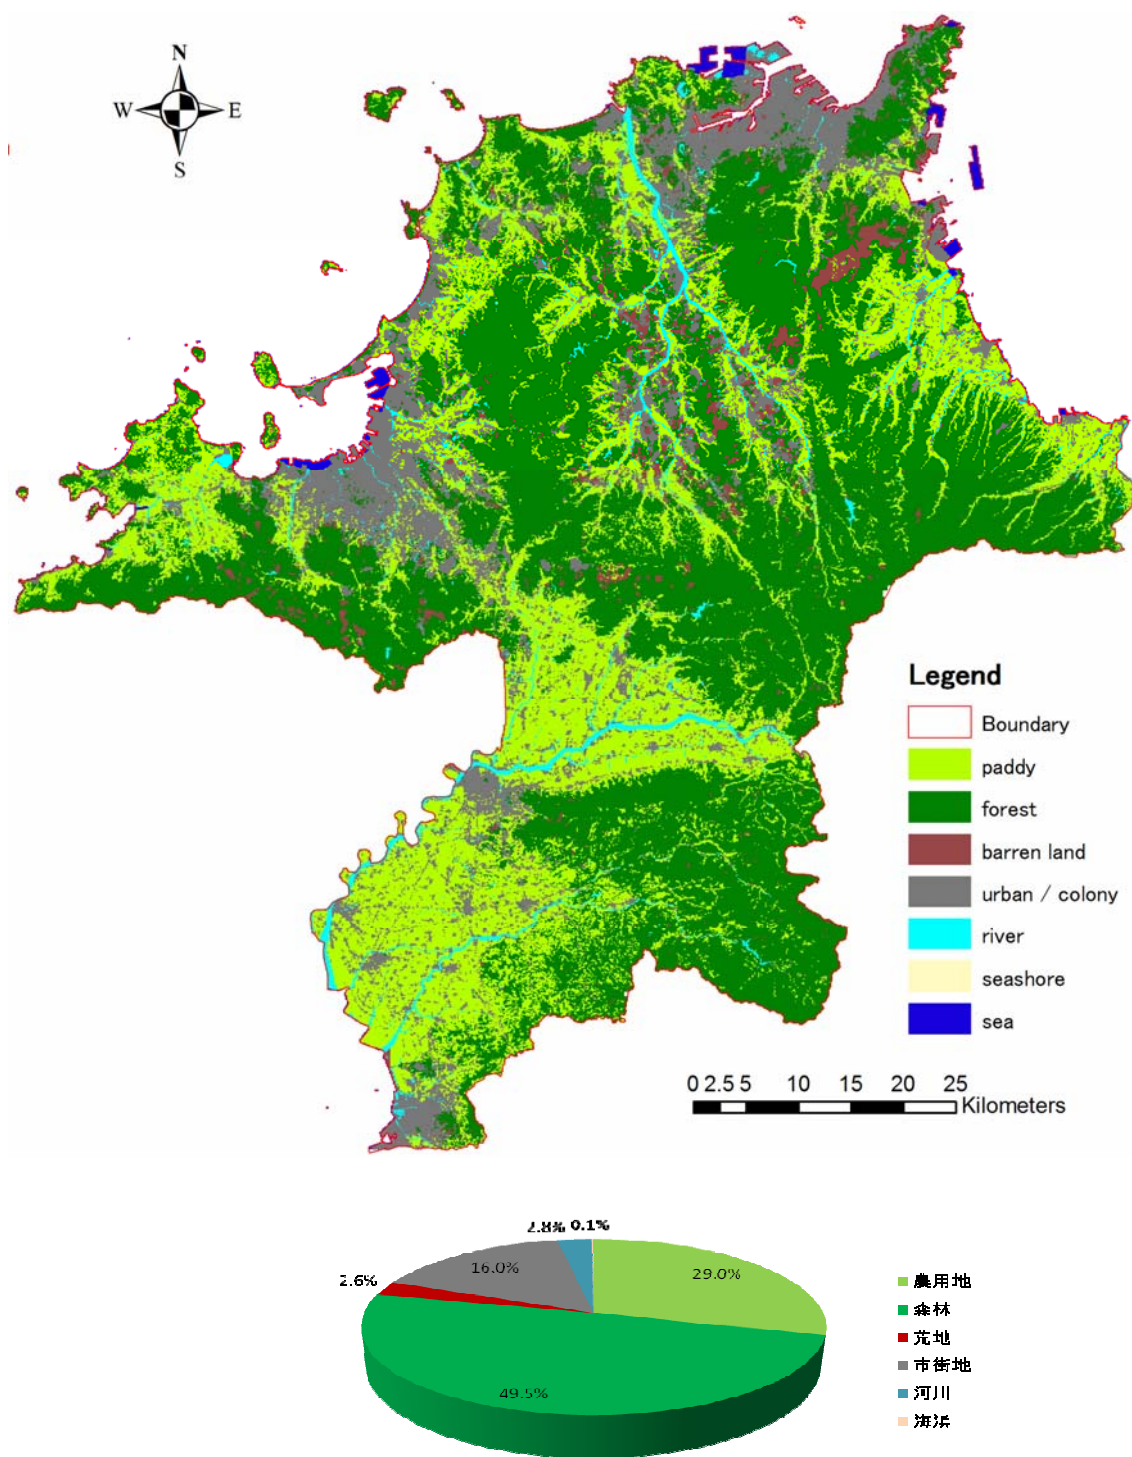 N
W E
S
Legend
Boundary
paddy
forest
barren land
urban / colony
river
seashore
sea
0 2.5 5 10 15 20 25
Kilometers
2.8% 0.1%
16.0%
29.0%
2.6%
49.5%
農用地
森林
荒地
市街地
河川
海浜